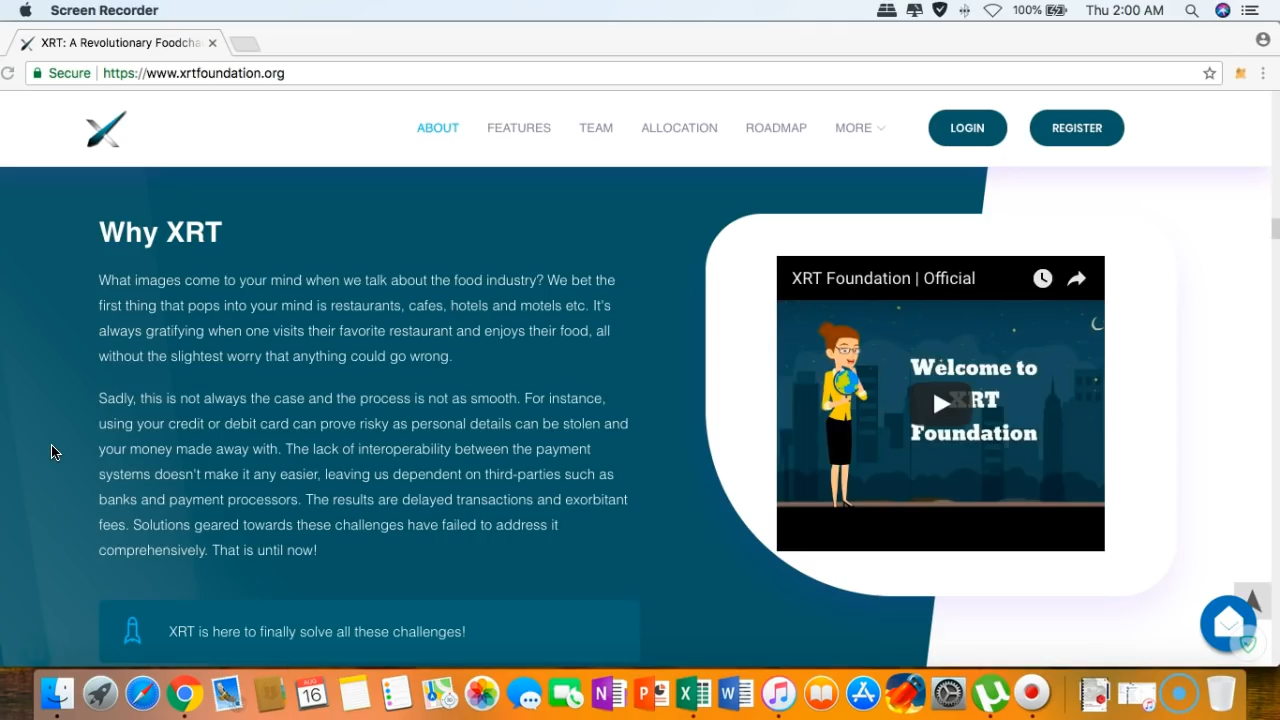 Screen Recorder
100%
Thu 2:00 AM
XRT: A Revolutionary Foodcha
Secure
https://www.xrtfoundation.org
ABOUT
FEATURES
TEAM
ALLOCATION
ROADMAP
MORE
LOGIN
REGISTER
Why XRT
What images come to your mind when we talk about the food industry? We bet the
first thing that pops into your mind is restaurants, cafes, hotels and motels etc. It's
always gratifying when one visits their favorite restaurant and enjoys their food, all
without the slightest worry that anything could go wrong.
Sadly, this is not always the case and the process is not as smooth. For instance,
using your credit or debit card can prove risky as personal details can be stolen and
your money made away with. The lack of interoperability between the payment
systems doesn't make it any easier, leaving us dependent on third-parties such as
banks and payment processors. The results are delayed transactions and exorbitant
fees. Solutions geared towards these challenges have failed to address it
comprehensively. That is until now!
XRT is here to finally solve all these challenges!
XRT Foundation | Official
Welcome to
XRT
Foundation
AUG
16